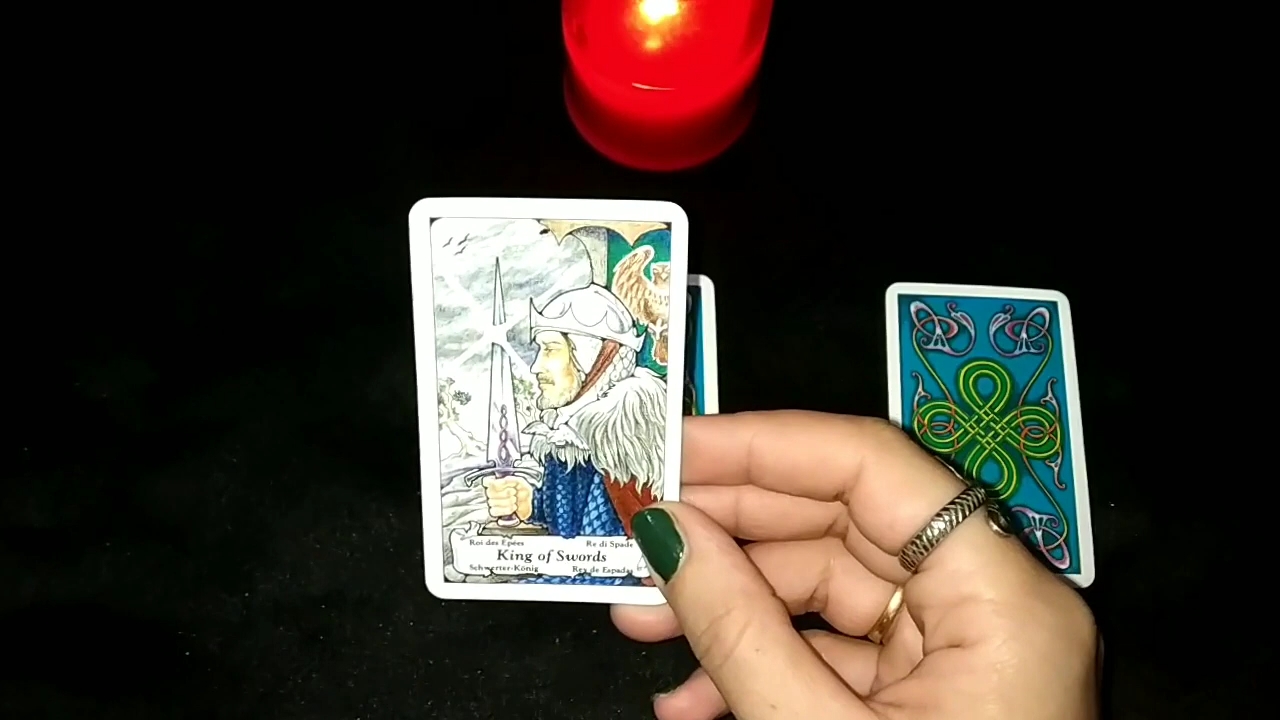 Roi des Epées Re di Spade
King of Swords
Schwerter-König Rey de Espadas